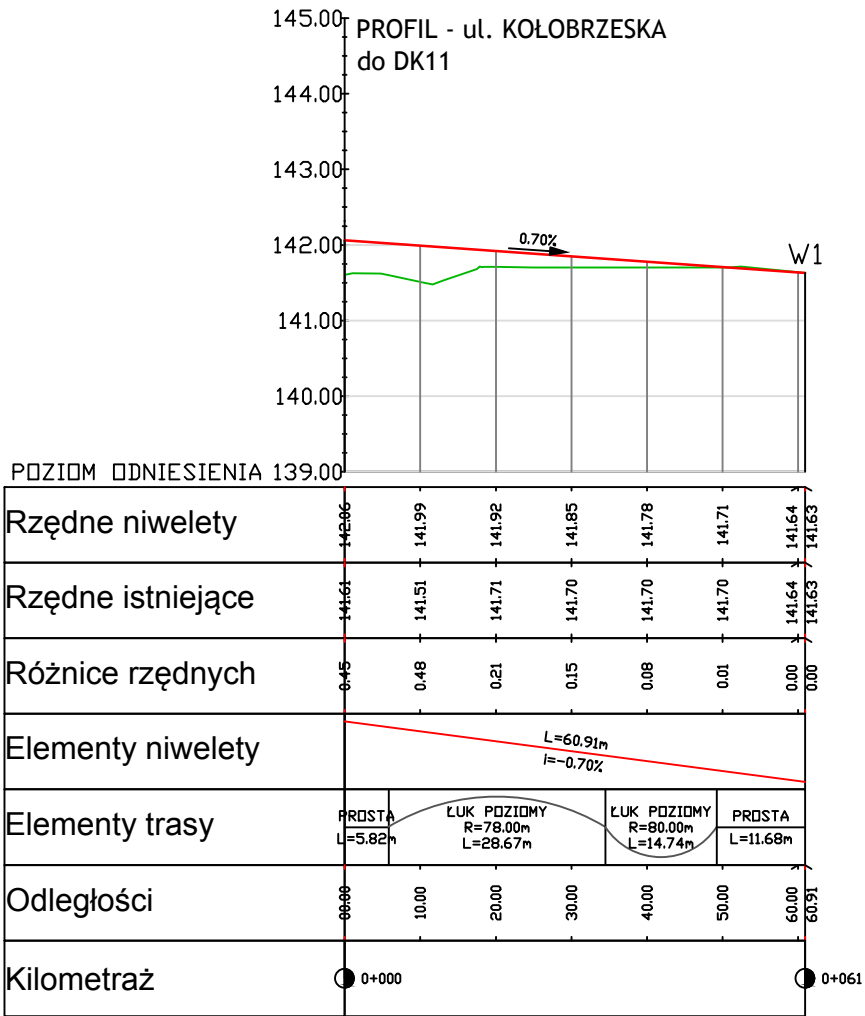 145.00
PROFIL - ul. KOŁOBRZESKA
do DK11
144.00
143.00
142.00
0.70%
W1
141.00
140.00
POZIOM ODNIESIENIA 139.00
Rzędne niwelety 142.06 141.99 141.92 141.85 141.78 141.71 141.64 141.63
Rzędne istniejące 141.61 141.51 141.71 141.70 141.70 141.70 141.64 141.63
Różnice rzędnych 0.45 0.48 0.21 0.15 0.08 0.01 0.00 0.00
Elementy niwelety
L=60.91m
i=-0.70%
Elementy trasy
PROSTA
L=5.82m
ŁUK POZIOMY
R=78.00m
L=28.67m
ŁUK POZIOMY
R=80.00m
L=14.74m
PROSTA
L=11.68m
Odległości 00.00 10.00 20.00 30.00 40.00 50.00 60.00 60.91
Kilometraż 0+000 0+061